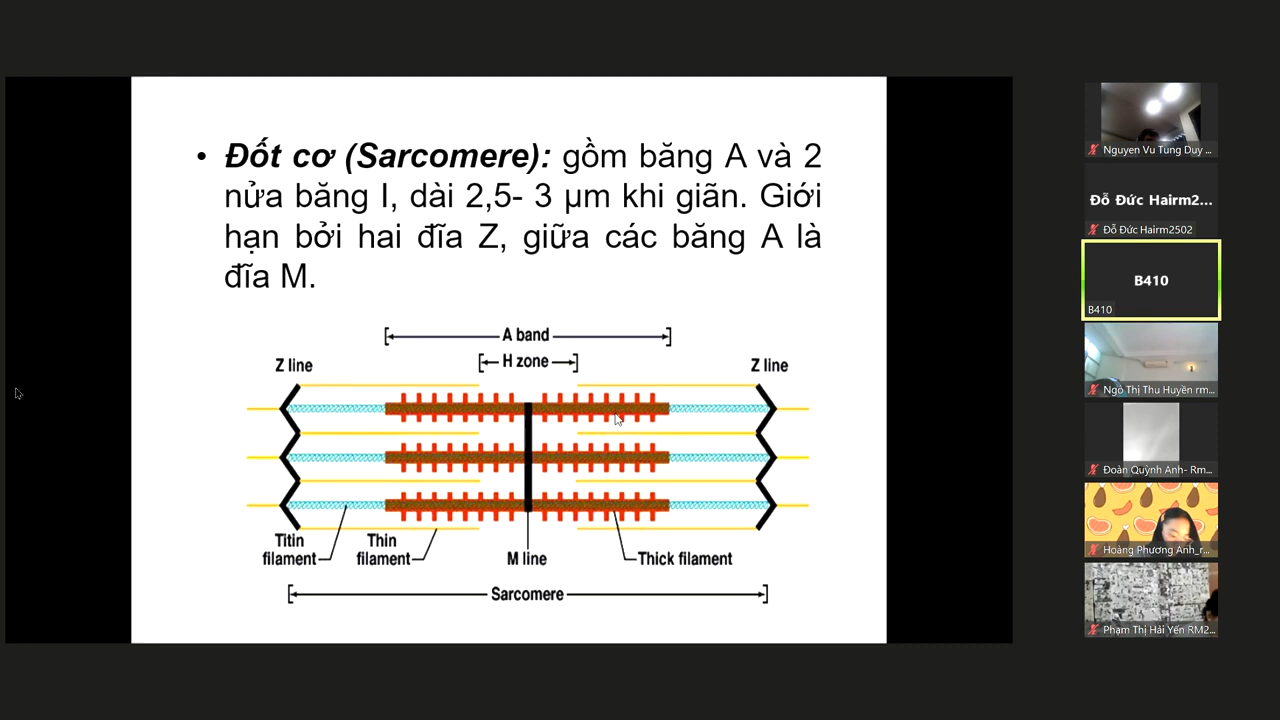 • Đốt cơ (Sarcomere): gồm băng A và 2
nửa băng I, dài 2,5- 3 µm khi giãn. Giới
hạn bởi hai đĩa Z, giữa các băng A là
đĩa M.
A band
H zone
Z line
Z line
Titin
filament
Thin
filament
M line
Thick filament
Sarcomere
Nguyen Vu Tung Duy ...
Đỗ Đức Hairm2...
Đỗ Đức Hairm2502
B410
B410
Ngô Thị Thu Huyền rm...
Đoàn Quỳnh Anh- Rm...
Hoàng Phương Anh_r...
Phạm Thị Hải Yến RM2...